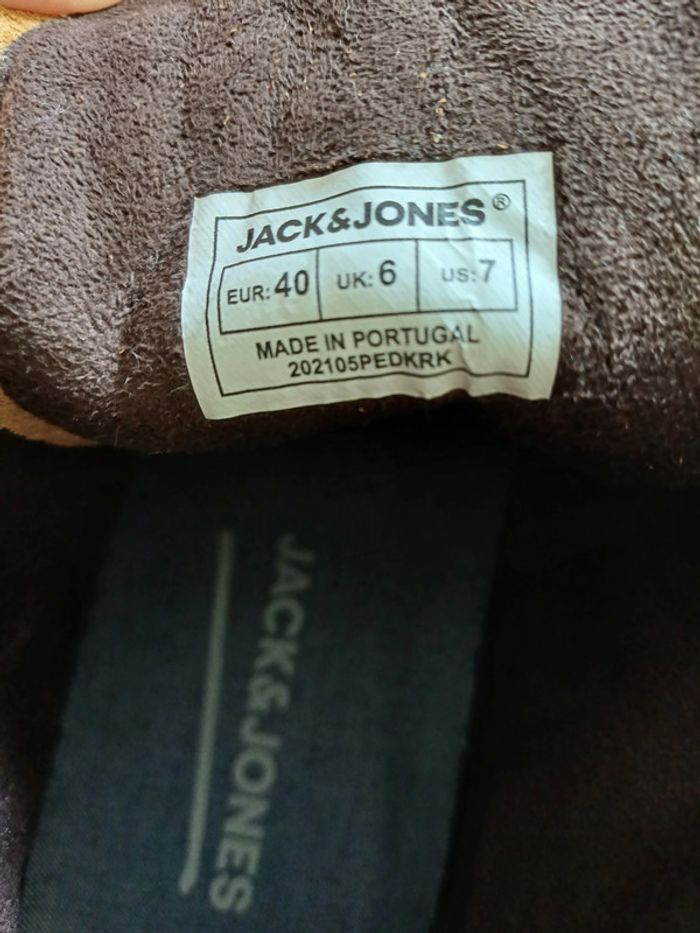 JACK&JONES®
EUR: 40 UK: 6 US: 7
MADE IN PORTUGAL
202105PEDKRK
JACK&JONES